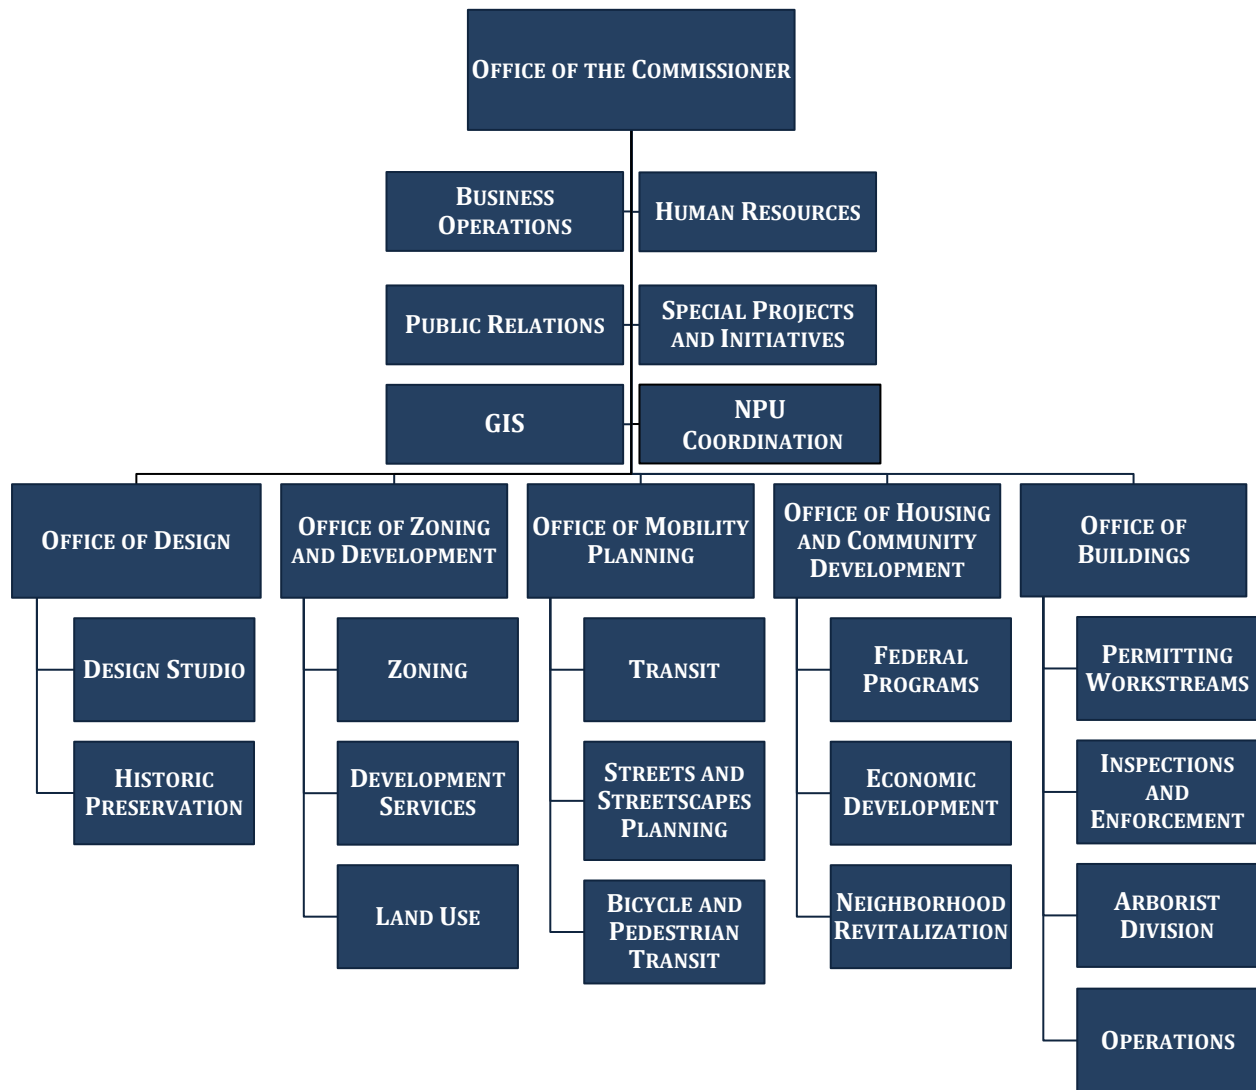 OFFICE OF THE COMMISSIONER
BUSINESS
OPERATIONS
HUMAN RESOURCES
PUBLIC RELATIONS
SPECIAL PROJECTS
AND INITIATIVES
GIS
NPU
COORDINATION
OFFICE OF DESIGN
DESIGN STUDIO
HISTORIC
PRESERVATION
OFFICE OF ZONING
AND DEVELOPMENT
ZONING
DEVELOPMENT
SERVICES
LAND USE
OFFICE OF MOBILITY
PLANNING
TRANSIT
STREETS AND
STREETSCAPES
PLANNING
BICYCLE AND
PEDESTRIAN
TRANSIT
OFFICE OF HOUSING
AND COMMUNITY
DEVELOPMENT
FEDERAL
PROGRAMS
ECONOMIC
DEVELOPMENT
NEIGHBORHOOD
REVITALIZATION
OFFICE OF
BUILDINGS
PERMITTING
WORKSTREAMS
INSPECTIONS
AND
ENFORCEMENT
ARBORIST
DIVISION
OPERATIONS